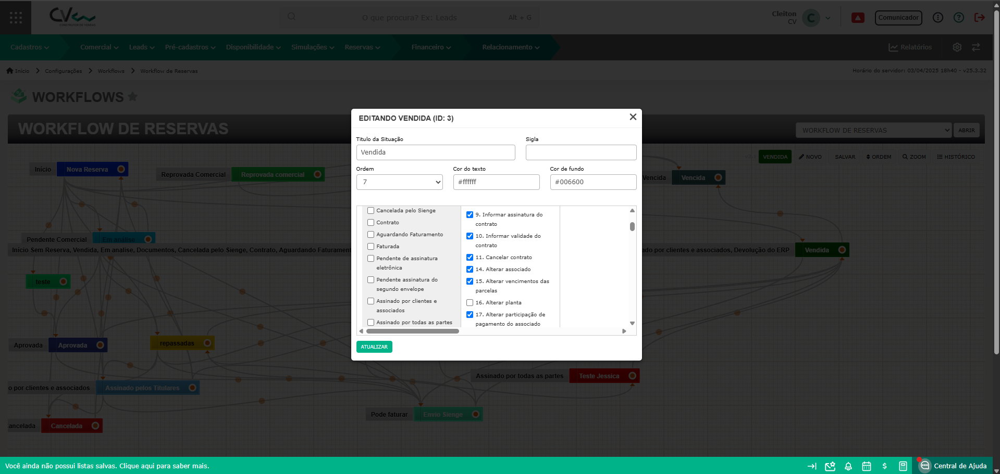 CV
CONSTRUTOR DE VENDAS
O que procura? Ex: Leads
Alt + G
Cleiton
CV
C
Comunicador
Cadastros
Comercial
Leads
Pré-cadastros
Disponibilidade
Simulações
Reservas
Financeiro
Relacionamento
Relatórios
Início
Configurações
Workflows
Workflow de Reservas
Horário do servidor: 03/04/2025 18h40 - v25.3.32
WORKFLOWS
WORKFLOW DE RESERVAS
WORKFLOW DE RESERVAS
ABRIR
VENDIDA
NOVO
SALVAR
ORDEM
ZOOM
HISTÓRICO
EDITANDO VENDIDA (ID: 3)
Titulo da Situação
Sigla
Vendida
Ordem
Cor do texto
Cor de fundo
7
#ffffff
#006600
Cancelada pelo Sienge
Contrato
Aguardando Faturamento
Faturada
Pendente de assinatura
eletrônica
Pendente assinatura do
segundo envelope
Assinado por clientes e
associados
Assinado por todas as partes
9. Informar assinatura do
contrato
10. Informar validade do
contrato
11. Cancelar contrato
14. Alterar associado
15. Alterar vencimentos das
parcelas
16. Alterar planta
17. Alterar participação de
pagamento do associado
ATUALIZAR
Início
Nova Reserva
Reprovada Comercial
Reprovada comercial
Vencida
Vencida
Pendente Comercial
Em análise
Início Sem Reserva, Vendida, Em analise, Documentos, Cancelada pelo Sienge, Contrato, Aguardando Faturament
ado por clientes e associados, Devolução do ERP
Vendida
teste
Aprovada
Aprovada
repassadas
Assinado por todas as partes
Teste Jessica
o por clientes e associados
Assinado pelos Titulares
Pode faturar
Envio Sienge
ancelada
Cancelada
Você ainda não possui listas salvas. Clique aqui para saber mais.
Central de Ajuda